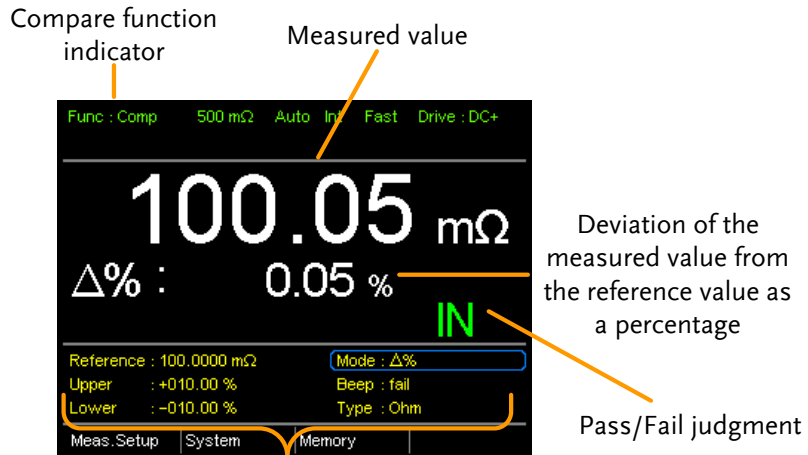 Compare function
indicator
Measured value
Func : Comp 500 mΩ Auto Int Fast Drive : DC+
100.05 mΩ
Δ% : 0.05 %
IN
Deviation of the
measured value from
the reference value as
a percentage
Reference : 100.0000 mΩ Mode : Δ%
Upper : +010.00 % Beep : fail
Lower : -010.00 % Type : Ohm
Pass/Fail judgment
Meas.Setup System Memory